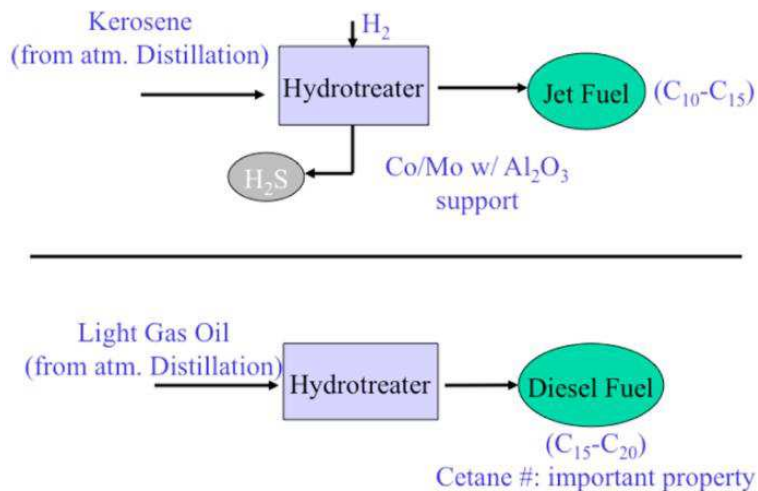 Kerosene
(from atm. Distillation)
H₂
Hydrotreater
Jet Fuel
(C₁₀-C₁₅)
H₂S
Co/Mo w/ Al₂O₃
support
Light Gas Oil
(from atm. Distillation)
Hydrotreater
Diesel Fuel
(C₁₅-C₂₀)
Cetane #: important property